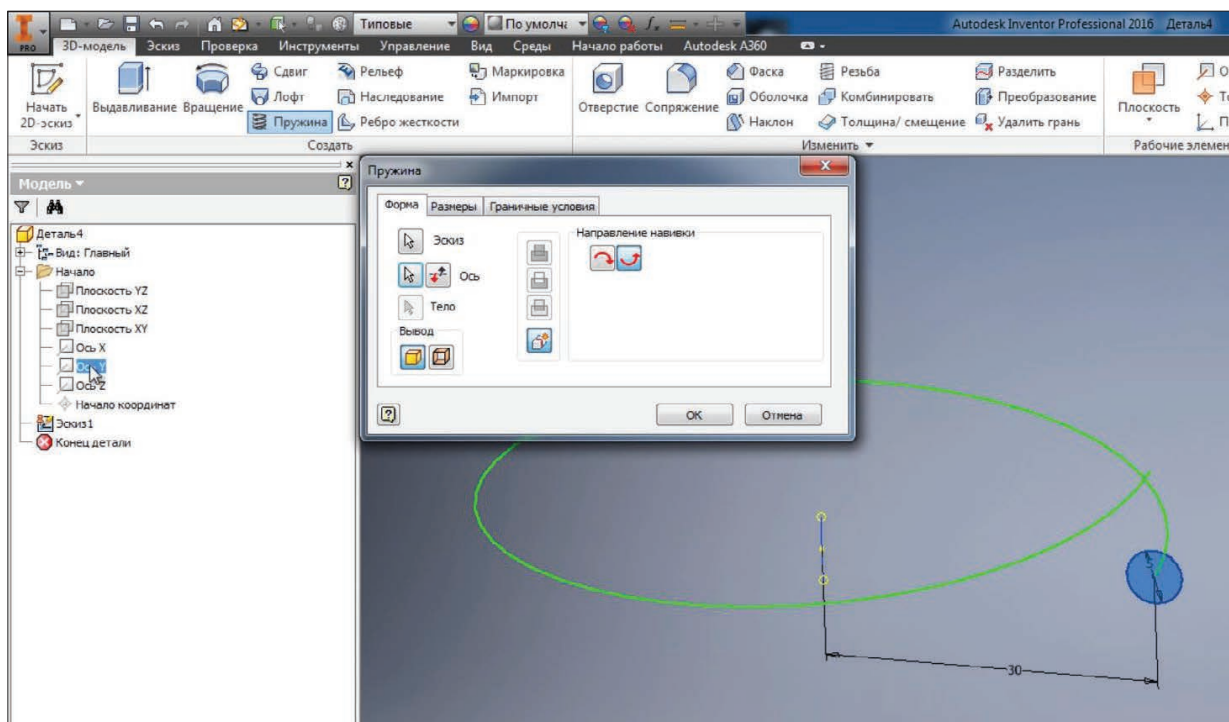 Типовые По умолч Autodesk Inventor Professional 2016 Деталь4
PRO 3D-модель Эскиз Проверка Инструменты Управление Вид Среды Начало работы Autodesk A360
Начать 2D-эскиз
Выдавливание
Вращение
Сдвиг
Лофт
Пружина
Рельеф
Наследование
Ребро жесткости
Маркировка
Импорт
Отверстие
Сопряжение
Фаска
Оболочка
Наклон
Резьба
Комбинировать
Толщина/ смещение
Разделить
Преобразование
Удалить грань
Плоскость
Эскиз Создать Изменить Рабочие элемен
Модель
Деталь4
Вид: Главный
Начало
Плоскость YZ
Плоскость XZ
Плоскость XY
Ось X
Ось Y
Ось Z
Начало координат
Эскиз1
Конец детали
Пружина
Форма Размеры Граничные условия
Эскиз
Ось
Тело
Вывод
Направление навивки
OK Отмена
5
30